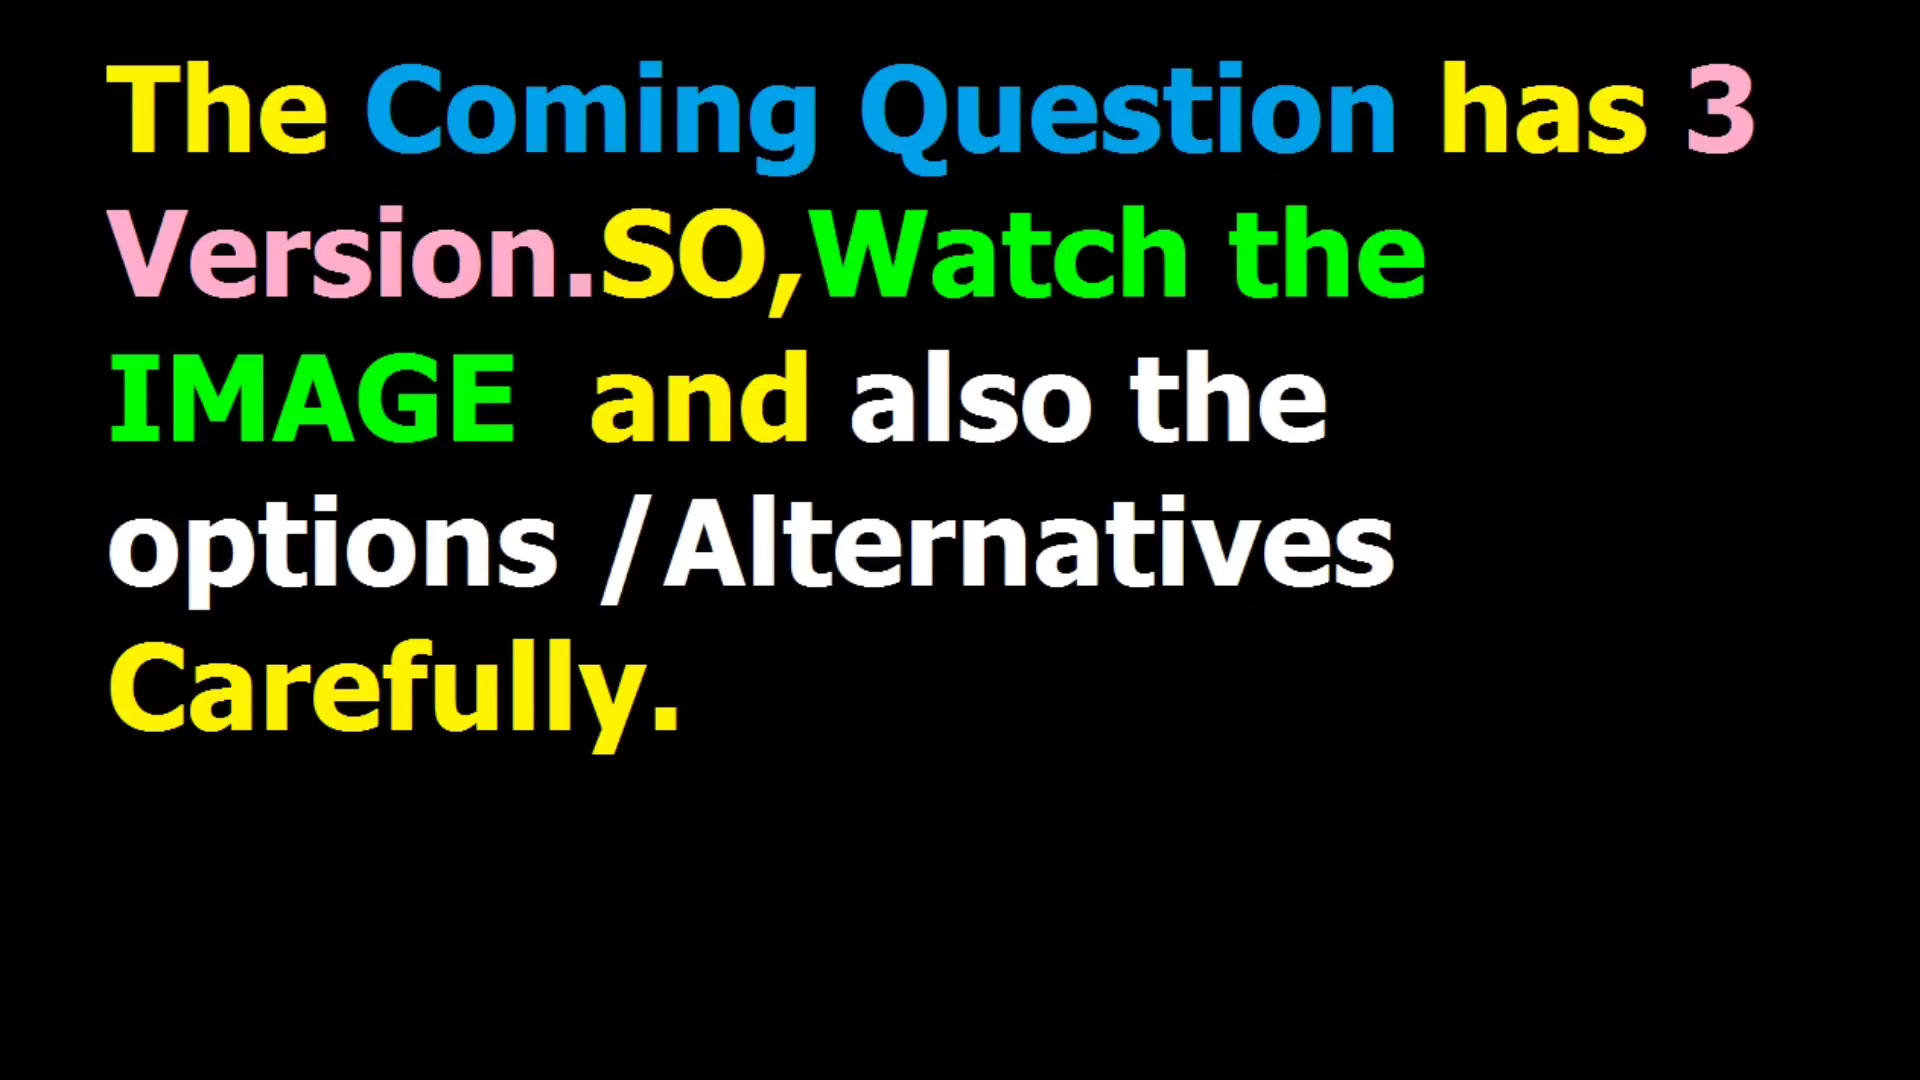 The Coming Question has 3
Version.SO,Watch the
IMAGE  and also the
options /Alternatives
Carefully.